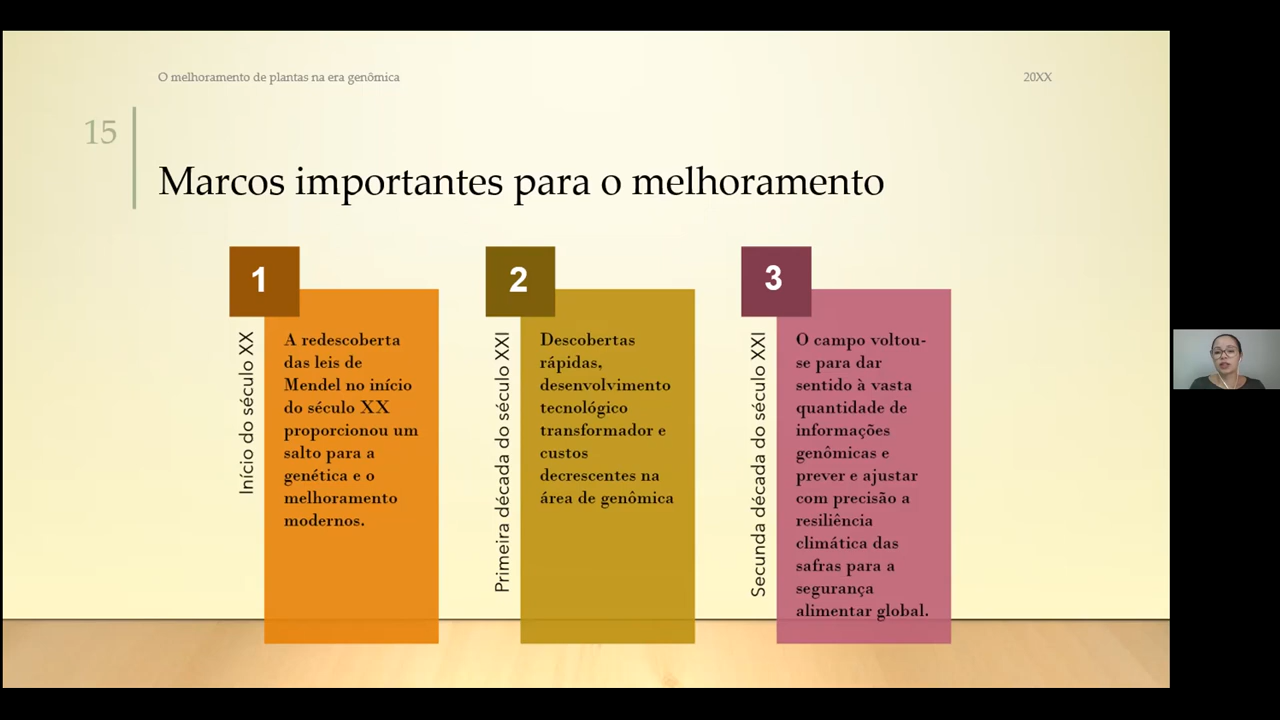 O melhoramento de plantas na era genômica
20XX
15
Marcos importantes para o melhoramento
1
Início do século XX
A redescoberta
das leis de
Mendel no início
do século XX
proporcionou um
salto para a
genética e o
melhoramento
modernos.
2
Primeira década do século XXI
Descobertas
rápidas,
desenvolvimento
tecnológico
transformador e
custos
decrescentes na
área de genômica
3
Secunda década do século XXI
O campo voltou-
se para dar
sentido à vasta
quantidade de
informações
genômicas e
prever e ajustar
com precisão a
resiliência
climática das
safras para a
segurança
alimentar global.